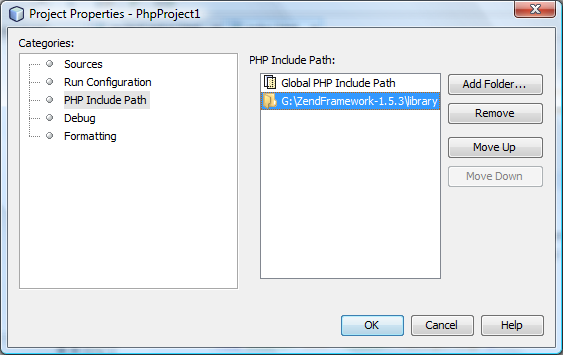 Project Properties - PhpProject1
Categories:
Sources
Run Configuration
PHP Include Path
Debug
Formatting
PHP Include Path:
Global PHP Include Path
G:\ZendFramework-1.5.3\library
Add Folder...
Remove
Move Up
Move Down
OK
Cancel
Help